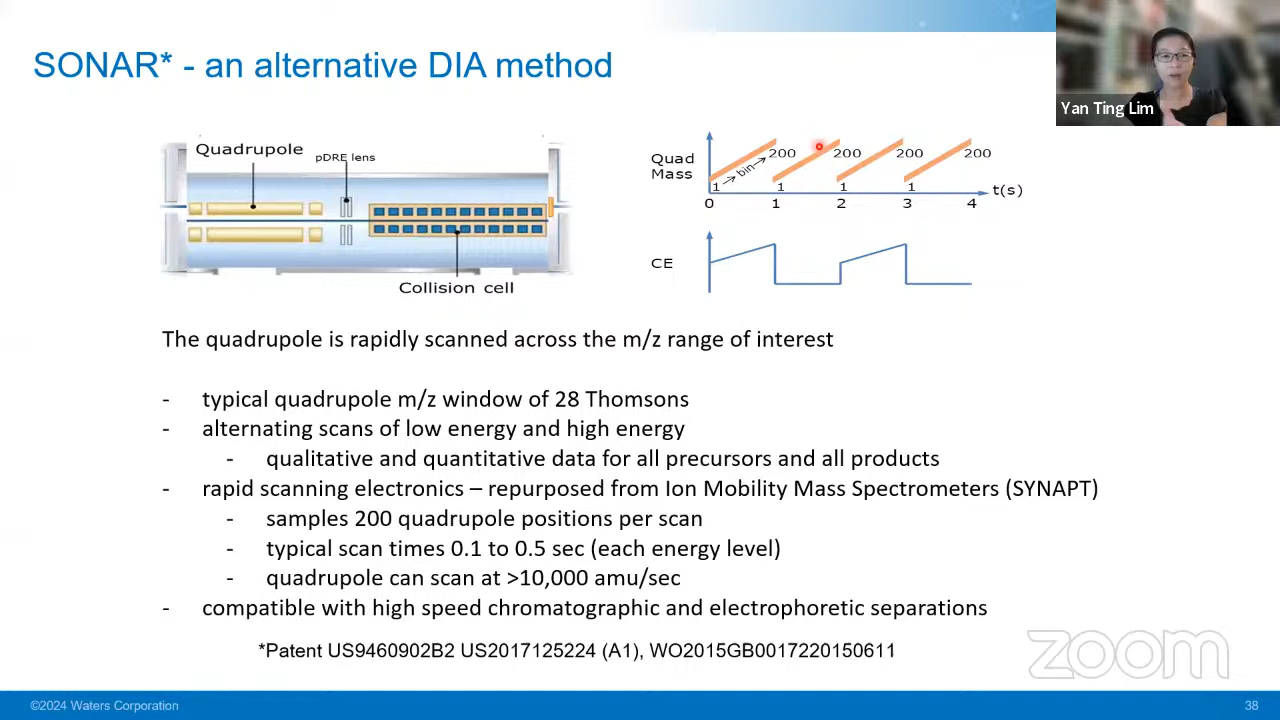 SONAR* - an alternative DIA method
Yan Ting Lim
Quadrupole
pDRE lens
Collision cell
Quad
Mass
1 → bin → 200
1 200
1 200
1 200
t(s)
0 1 2 3 4
CE
The quadrupole is rapidly scanned across the m/z range of interest
- typical quadrupole m/z window of 28 Thomsons
- alternating scans of low energy and high energy
- qualitative and quantitative data for all precursors and all products
- rapid scanning electronics – repurposed from Ion Mobility Mass Spectrometers (SYNAPT)
- samples 200 quadrupole positions per scan
- typical scan times 0.1 to 0.5 sec (each energy level)
- quadrupole can scan at >10,000 amu/sec
- compatible with high speed chromatographic and electrophoretic separations
*Patent US9460902B2 US2017125224 (A1), WO2015GB0017220150611
zoom
©2024 Waters Corporation
38